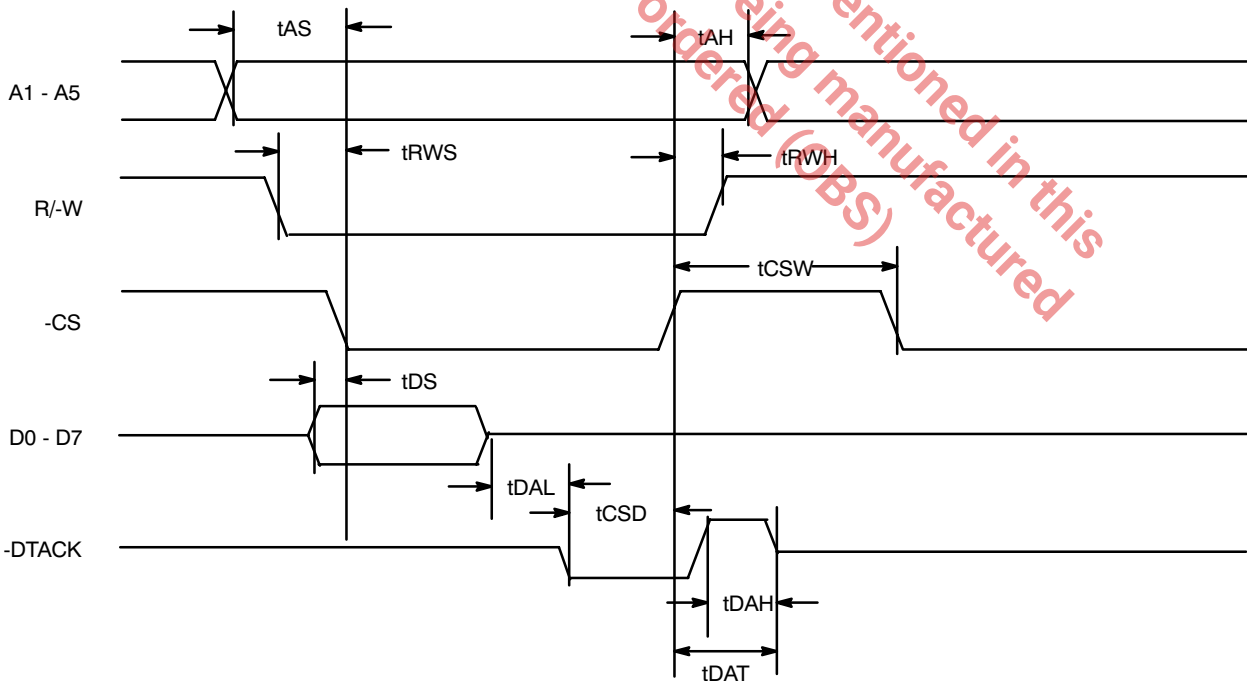 tAS
tAH
A1 - A5
tRWS
tRWH
R/-W
tCSW
-CS
tDS
D0 - D7
tDAL
tCSD
-DTACK
tDAH
tDAT
entioned in this
eing manufactured
ordered (OBS)